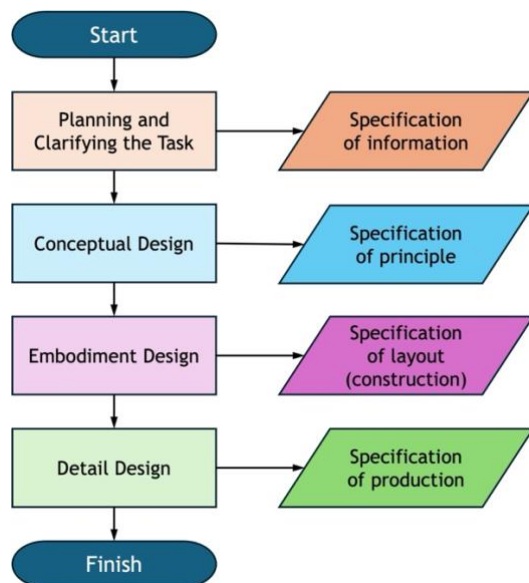 Start
Planning and
Clarifying the Task
Specification
of information
Conceptual Design
Specification
of principle
Embodiment Design
Specification
of layout
(construction)
Detail Design
Specification
of production
Finish